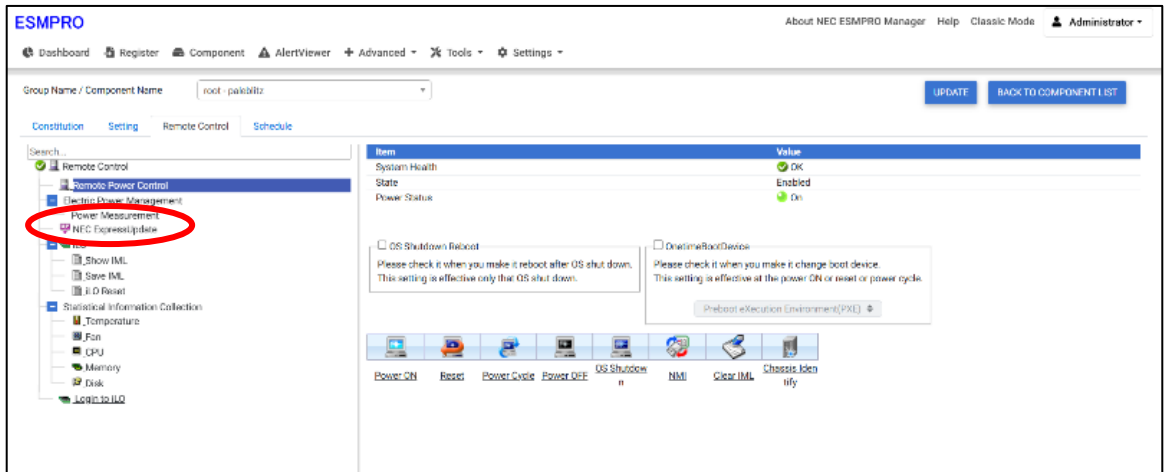 ESMPRO
About NEC ESMPRO Manager Help Classic Mode Administrator
Dashboard Register Component AlertViewer Advanced Tools Settings
Group Name / Component Name root - paloblitz UPDATE BACK TO COMPONENT LIST
Constitution Setting Remote Control Schedule
Search...
Remote Control
Remote Power Control
Electric Power Management
Power Measurement
NEC ExpressUpdate
iLO
Show IML
Save IML
iLO Reset
Statistical Information Collection
Temperature
Fan
CPU
Memory
Disk
Login to iLO
Item Value
System Health OK
State Enabled
Power Status On
OS Shutdown Reboot
Please check it when you make it reboot after OS shut down.
This setting is effective only that OS shut down.
OnetimeBootDevice
Please check it when you make it change boot device.
This setting is effective at the power ON or reset or power cycle.
Preboot eXecution Environment(PXE)
Power ON Reset Power Cycle Power OFF OS Shutdow
n NMI Clear IML Chassis Iden
tify